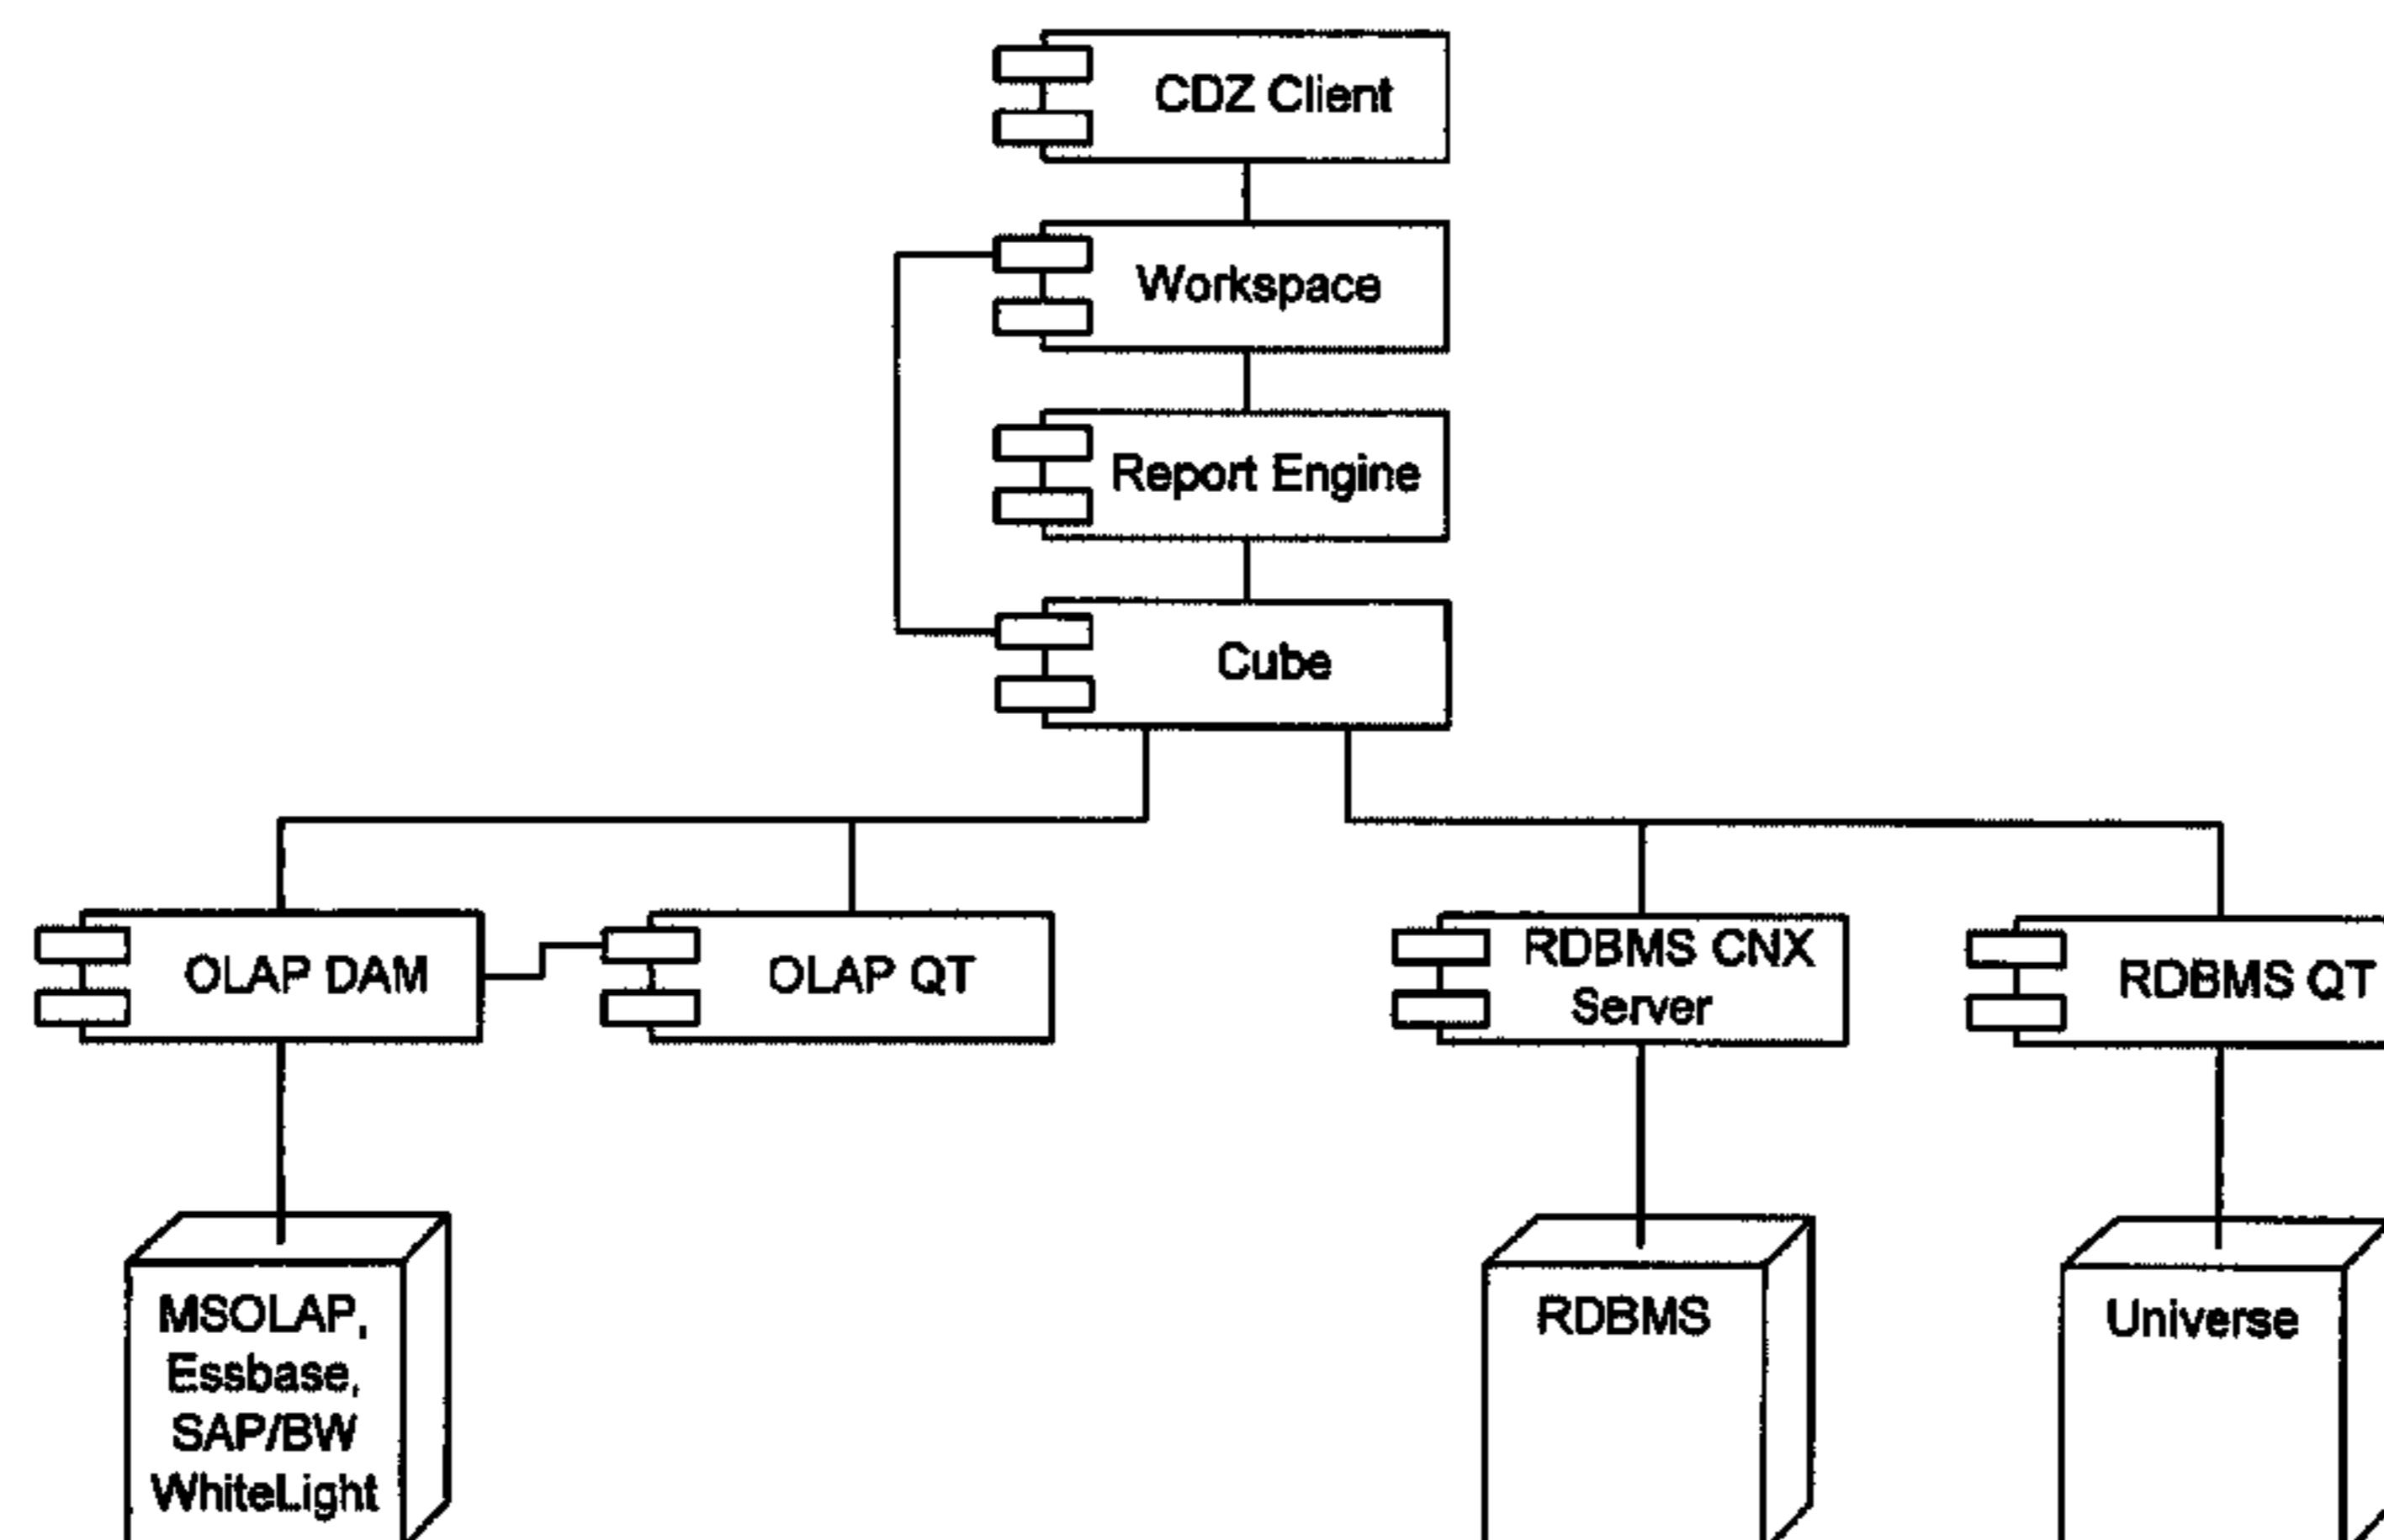 CDZ Client
Workspace
Report Engine
Cube
OLAP DAM
OLAP QT
RDBMS CNX
Server
RDBMS QT
MSOLAP,
Essbase,
SAP/BW
WhiteLight
RDBMS
Universe